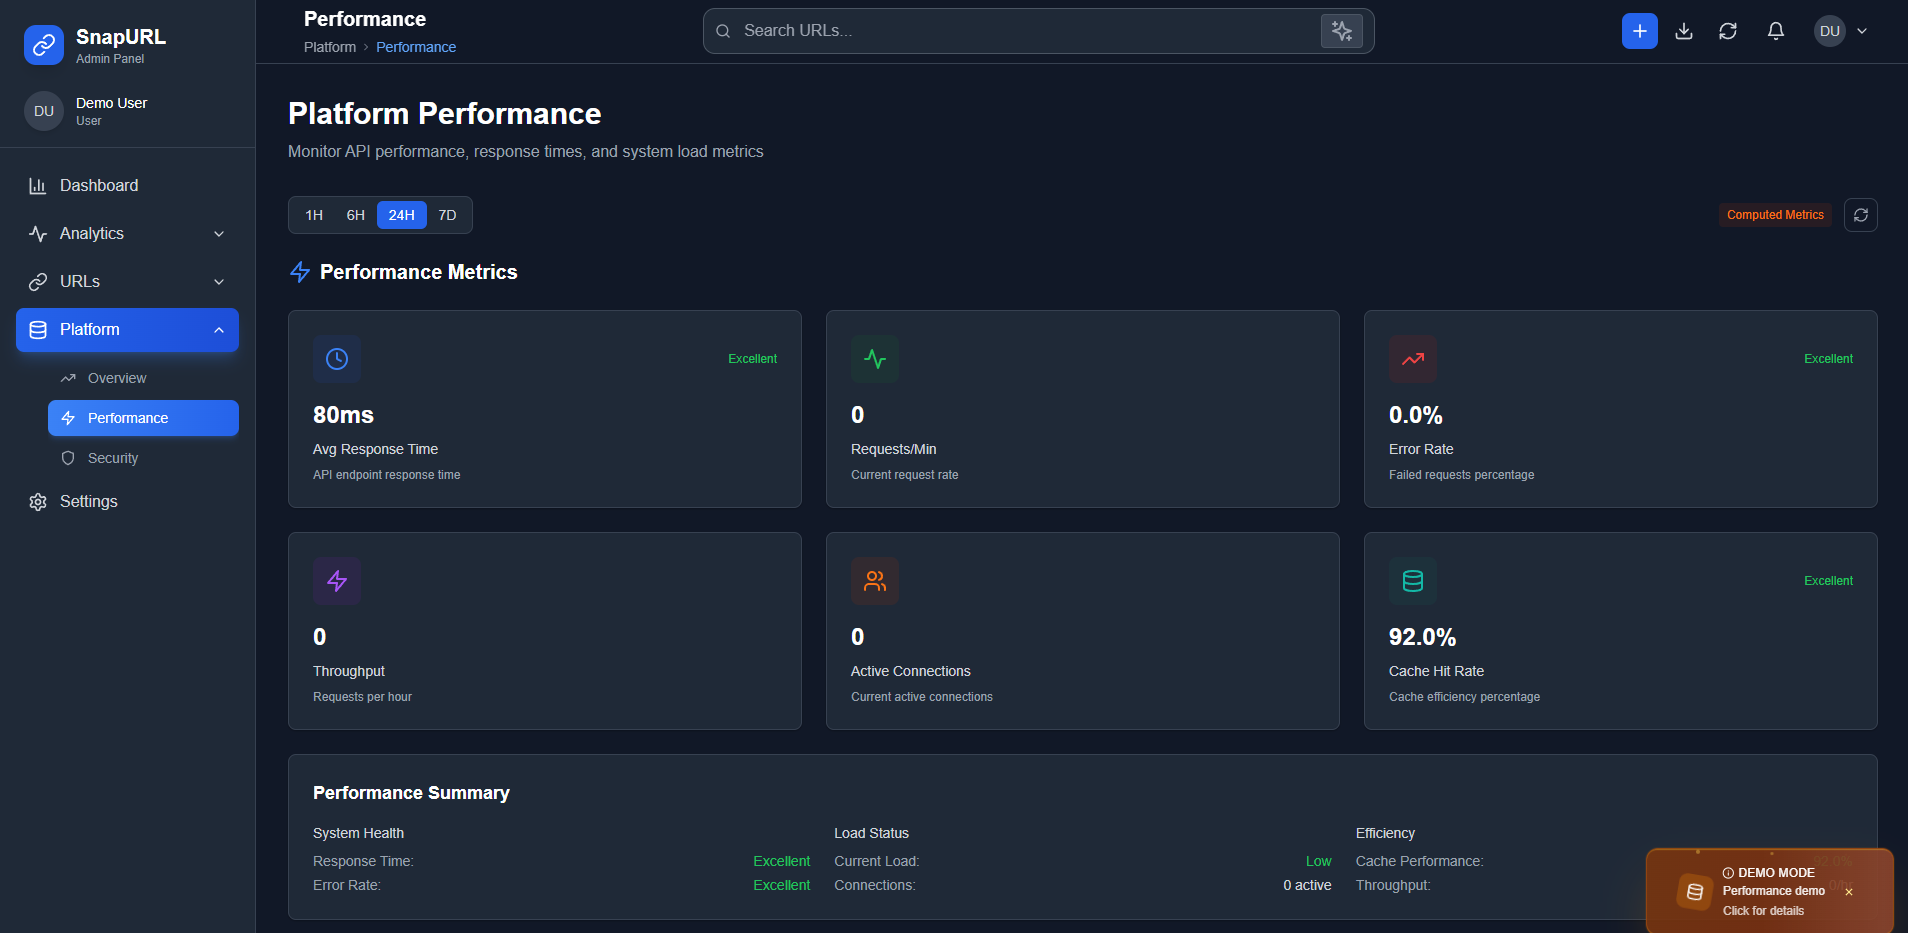 SnapURL
Admin Panel
DU
Demo User
User
Dashboard
Analytics
URLs
Platform
Overview
Performance
Security
Settings
Performance
Platform > Performance
Search URLs...
DU
Platform Performance
Monitor API performance, response times, and system load metrics
1H 6H 24H 7D
Computed Metrics
Performance Metrics
Excellent
80ms
Avg Response Time
API endpoint response time
0
Requests/Min
Current request rate
Excellent
0.0%
Error Rate
Failed requests percentage
0
Throughput
Requests per hour
0
Active Connections
Current active connections
Excellent
92.0%
Cache Hit Rate
Cache efficiency percentage
Performance Summary
System Health
Response Time: Excellent
Error Rate: Excellent
Load Status
Current Load: Low
Connections: 0 active
Efficiency
Cache Performance: 92.0%
Throughput:
DEMO MODE
Performance demo
Click for details